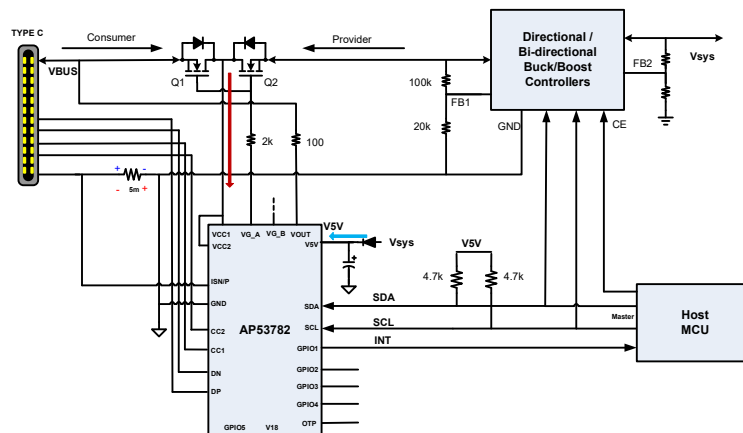 TYPE C
Consumer
Provider
VBUS
Q1
Q2
Directional /
Bi-directional
Buck/Boost
Controllers
Vsys
FB2
100k
FB1
20k
GND
CE
2k
100
+ -
5m
- +
VCC1
VG_A
VG_B
VOUT
VCC2
V5V
V5V
Vsys
ISN/P
GND
AP53782
CC2
CC1
DN
DP
SDA
SCL
GPIO1
GPIO2
GPIO3
GPIO4
OTP
GPIO5
V18
+
V5V
4.7k
4.7k
SDA
SCL
INT
Master
Host
MCU